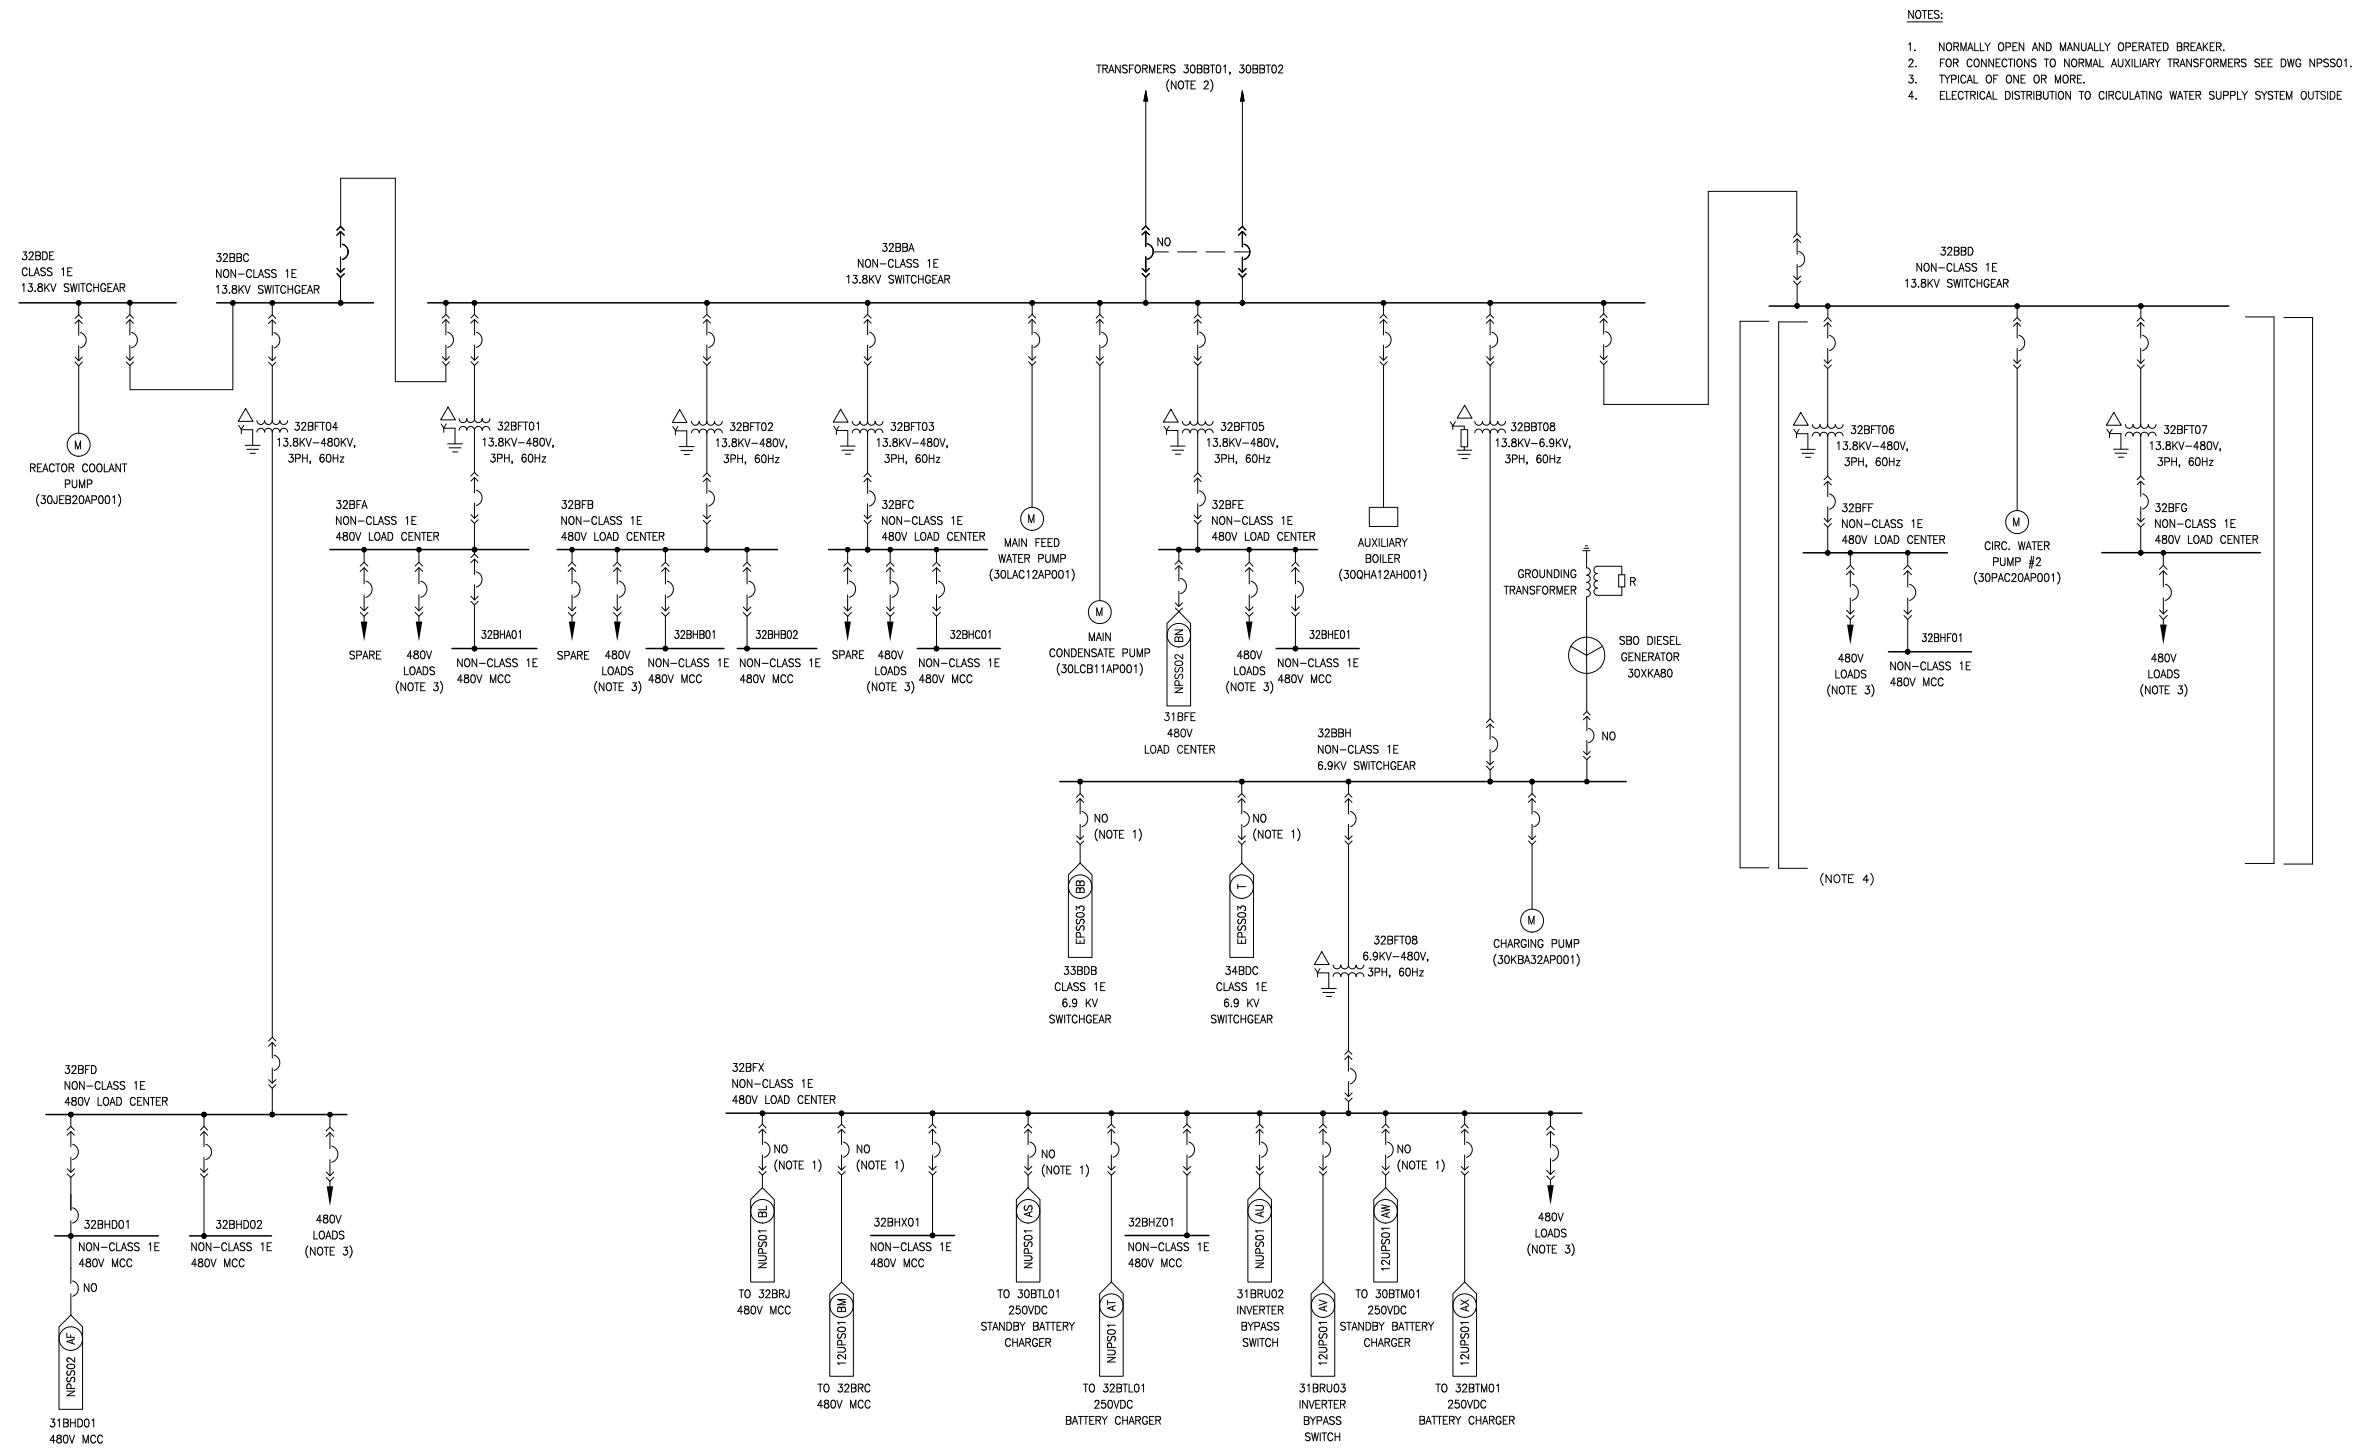 NOTES:
1. NORMALLY OPEN AND MANUALLY OPERATED BREAKER.
2. FOR CONNECTIONS TO NORMAL AUXILIARY TRANSFORMERS SEE DWG NPSS01.
3. TYPICAL OF ONE OR MORE.
4. ELECTRICAL DISTRIBUTION TO CIRCULATING WATER SUPPLY SYSTEM OUTSIDE
TRANSFORMERS 30BBT01, 30BBT02
(NOTE 2)
NO
32BDE
CLASS 1E
13.8KV SWITCHGEAR
32BBC
NON-CLASS 1E
13.8KV SWITCHGEAR
32BBA
NON-CLASS 1E
13.8KV SWITCHGEAR
32BBD
NON-CLASS 1E
13.8KV SWITCHGEAR
M
REACTOR COOLANT
PUMP
(30JEB20AP001)
Y
32BFT04
13.8KV-480KV,
3PH, 60Hz
Y
32BFT01
13.8KV-480V,
3PH, 60Hz
Y
32BFT02
13.8KV-480V,
3PH, 60Hz
Y
32BFT03
13.8KV-480V,
3PH, 60Hz
Y
32BFT05
13.8KV-480V,
3PH, 60Hz
Y
32BBT08
13.8KV-6.9KV,
3PH, 60Hz
Y
32BFT06
13.8KV-480V,
3PH, 60Hz
Y
32BFT07
13.8KV-480V,
3PH, 60Hz
32BFA
NON-CLASS 1E
480V LOAD CENTER
32BFB
NON-CLASS 1E
480V LOAD CENTER
32BFC
NON-CLASS 1E
480V LOAD CENTER
M
MAIN FEED
WATER PUMP
(30LAC12AP001)
M
MAIN
CONDENSATE PUMP
(30LCB11AP001)
32BFE
NON-CLASS 1E
480V LOAD CENTER
AUXILIARY
BOILER
(30QHA12AH001)
GROUNDING
TRANSFORMER
R
SBO DIESEL
GENERATOR
30XKA80
NO
32BFF
NON-CLASS 1E
480V LOAD CENTER
M
CIRC. WATER
PUMP #2
(30PAC20AP001)
32BFG
NON-CLASS 1E
480V LOAD CENTER
SPARE
480V
LOADS
(NOTE 3)
32BHA01
NON-CLASS 1E
480V MCC
SPARE
480V
LOADS
(NOTE 3)
32BHB01
NON-CLASS 1E
480V MCC
32BHB02
NON-CLASS 1E
480V MCC
SPARE
480V
LOADS
(NOTE 3)
32BHC01
NON-CLASS 1E
480V MCC
BN
NPSS02
31BFE
480V
LOAD CENTER
480V
LOADS
(NOTE 3)
32BHE01
NON-CLASS 1E
480V MCC
480V
LOADS
(NOTE 3)
32BHF01
NON-CLASS 1E
480V MCC
480V
LOADS
(NOTE 3)
(NOTE 4)
32BBH
NON-CLASS 1E
6.9KV SWITCHGEAR
NO
(NOTE 1)
BB
EPSS03
33BDB
CLASS 1E
6.9 KV
SWITCHGEAR
NO
(NOTE 1)
T
EPSS03
34BDC
CLASS 1E
6.9 KV
SWITCHGEAR
Y
32BFT08
6.9KV-480V,
3PH, 60Hz
M
CHARGING PUMP
(30KBA32AP001)
32BFD
NON-CLASS 1E
480V LOAD CENTER
32BHD01
NON-CLASS 1E
480V MCC
NO
AF
NPSS02
31BHD01
480V MCC
32BHD02
NON-CLASS 1E
480V MCC
480V
LOADS
(NOTE 3)
32BFX
NON-CLASS 1E
480V LOAD CENTER
NO
(NOTE 1)
BL
NUPS01
TO 32BRJ
480V MCC
NO
(NOTE 1)
BM
12UPS01
TO 32BRC
480V MCC
32BHX01
NON-CLASS 1E
480V MCC
NO
(NOTE 1)
AS
NUPS01
TO 30BTL01
250VDC
STANDBY BATTERY
CHARGER
AT
NUPS01
TO 32BTL01
250VDC
BATTERY CHARGER
32BHZ01
NON-CLASS 1E
480V MCC
AU
NUPS01
31BRU02
INVERTER
BYPASS
SWITCH
AV
12UPS01
31BRU03
INVERTER
BYPASS
SWITCH
NO
(NOTE 1)
AW
12UPS01
TO 30BTM01
250VDC
STANDBY BATTERY
CHARGER
AX
12UPS01
TO 32BTM01
250VDC
BATTERY CHARGER
480V
LOADS
(NOTE 3)